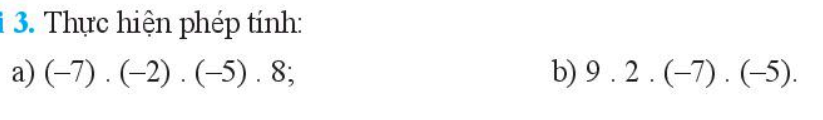 i 3. Thực hiện phép tính:
a) (–7) . (–2) . (–5) . 8; b) 9 . 2 . (–7) . (–5).